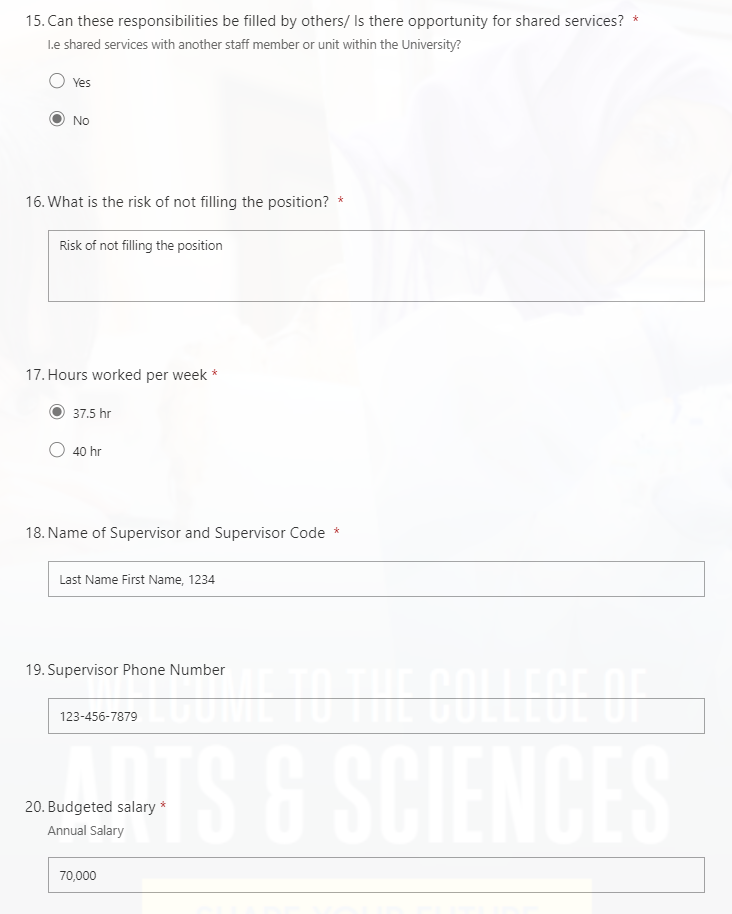 15. Can these responsibilities be filled by others/ Is there opportunity for shared services? *
I.e shared services with another staff member or unit within the University?
Yes
No
16. What is the risk of not filling the position? *
Risk of not filling the position
17. Hours worked per week *
37.5 hr
40 hr
18. Name of Supervisor and Supervisor Code *
Last Name First Name, 1234
19. Supervisor Phone Number
WELCOME TO THE COLLEGE OF
123-456-7879
ARTS & SCIENCES
20. Budgeted salary *
Annual Salary
70,000
SHAPE YOUR FUTURE